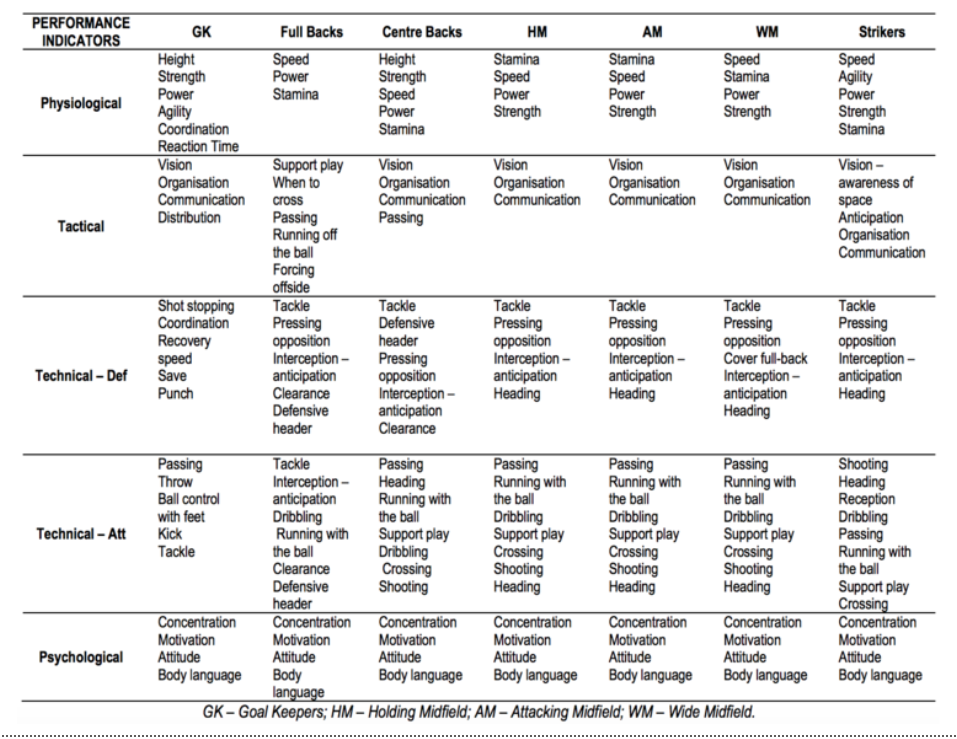 PERFORMANCE
INDICATORS
GK
Full Backs
Centre Backs
HM
AM
WM
Strikers
Physiological
Height
Strength
Power
Agility
Coordination
Reaction Time
Speed
Power
Stamina
Height
Strength
Speed
Power
Stamina
Stamina
Speed
Power
Strength
Stamina
Speed
Power
Strength
Speed
Stamina
Power
Strength
Speed
Agility
Power
Strength
Stamina
Tactical
Vision
Organisation
Communication
Distribution
Support play
When to
cross
Passing
Running off
the ball
Forcing
offside
Vision
Organisation
Communication
Passing
Vision
Organisation
Communication
Vision
Organisation
Communication
Vision
Organisation
Communication
Vision –
awareness of
space
Anticipation
Organisation
Communication
Technical – Def
Shot stopping
Coordination
Recovery
speed
Save
Punch
Tackle
Pressing
opposition
Interception –
anticipation
Clearance
Defensive
header
Tackle
Defensive
header
Pressing
opposition
Interception –
anticipation
Clearance
Tackle
Pressing
opposition
Interception –
anticipation
Heading
Tackle
Pressing
opposition
Interception –
anticipation
Heading
Tackle
Pressing
opposition
Cover full-back
Interception –
anticipation
Heading
Tackle
Pressing
opposition
Interception –
anticipation
Heading
Technical – Att
Passing
Throw
Ball control
with feet
Kick
Tackle
Tackle
Interception –
anticipation
Dribbling
Running with
the ball
Clearance
Defensive
header
Passing
Heading
Running with
the ball
Support play
Dribbling
Crossing
Shooting
Passing
Running with
the ball
Dribbling
Support play
Crossing
Shooting
Heading
Passing
Running with
the ball
Dribbling
Support play
Crossing
Shooting
Heading
Passing
Running with
the ball
Dribbling
Support play
Crossing
Shooting
Heading
Shooting
Heading
Reception
Dribbling
Passing
Running with
the ball
Support play
Crossing
Psychological
Concentration
Motivation
Attitude
Body language
Concentration
Motivation
Attitude
Body
language
Concentration
Motivation
Attitude
Body language
Concentration
Motivation
Attitude
Body language
Concentration
Motivation
Attitude
Body language
Concentration
Motivation
Attitude
Body language
Concentration
Motivation
Attitude
Body language
GK – Goal Keepers; HM – Holding Midfield; AM – Attacking Midfield; WM – Wide Midfield.